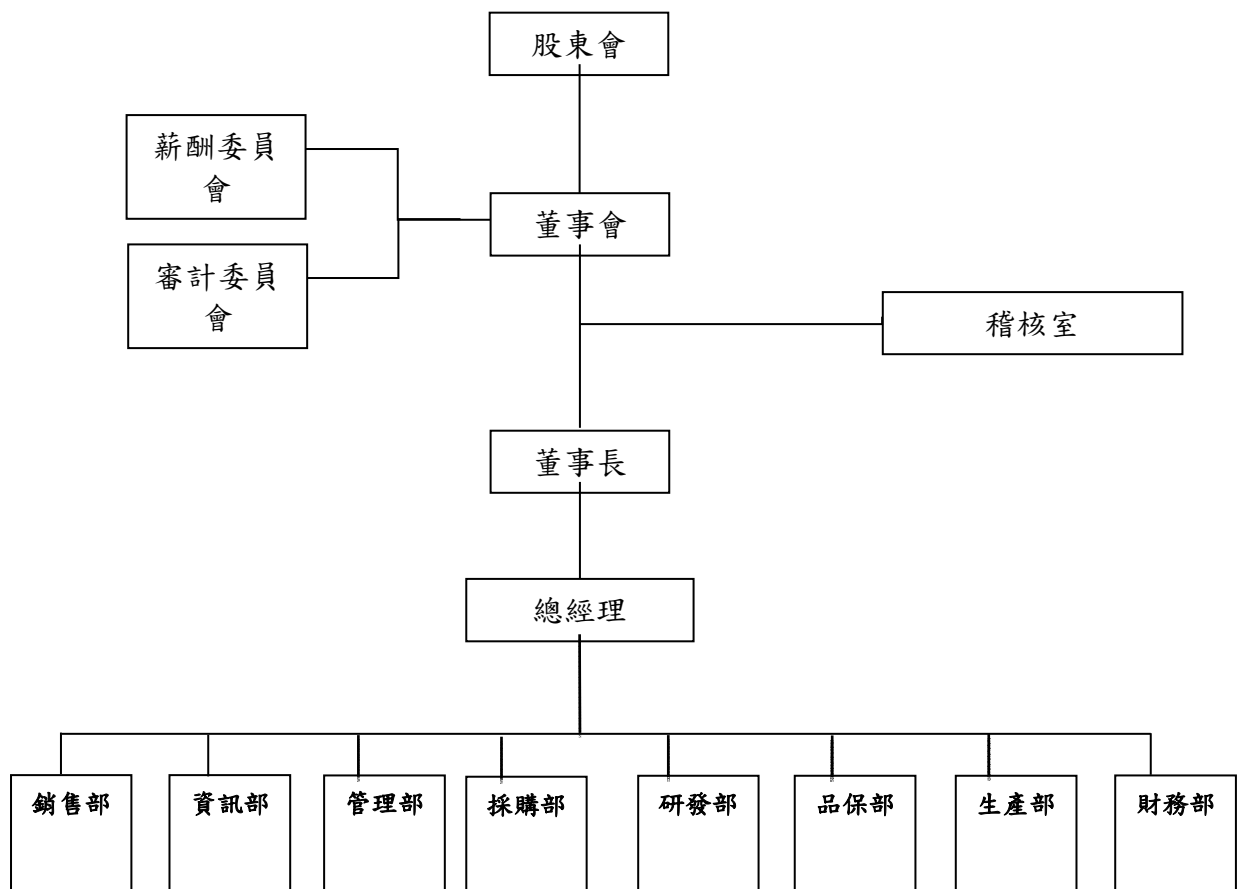 股東會
薪酬委員
會
董事會
審計委員
會
稽核室
董事長
總經理
銷售部
資訊部
管理部
採購部
研發部
品保部
生產部
財務部